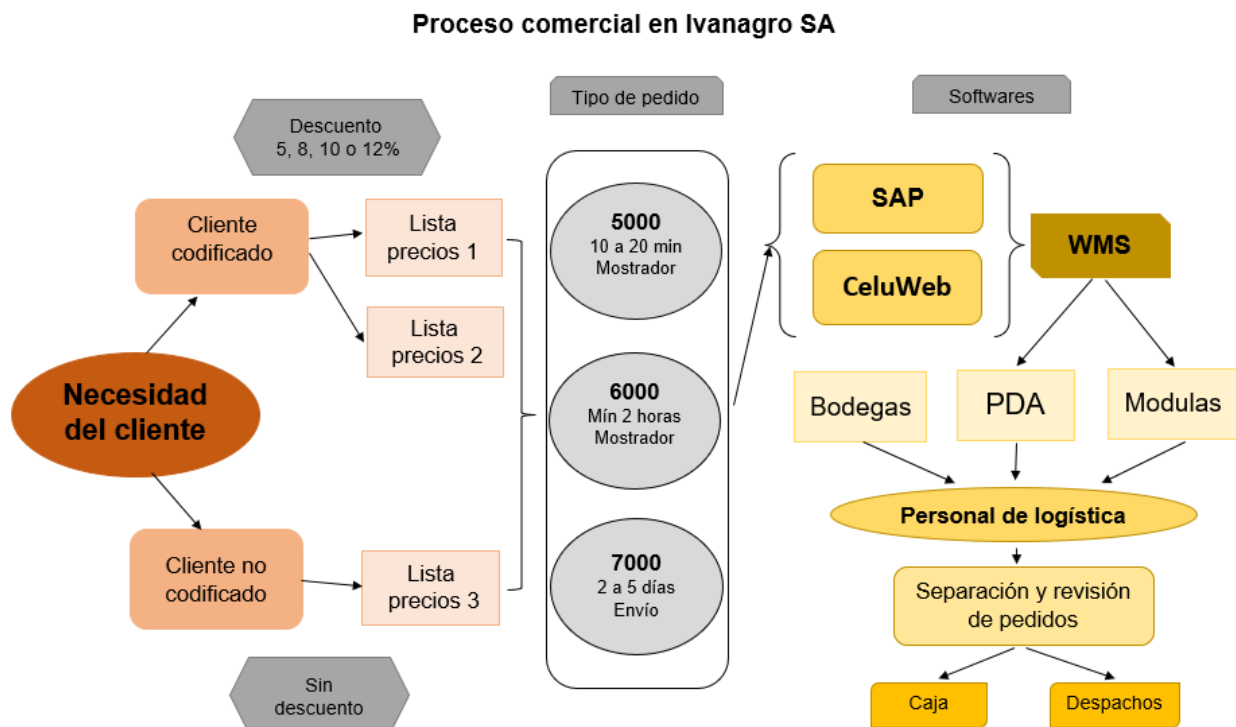 Proceso comercial en Ivanagro SA
Descuento
5, 8, 10 o 12%
Tipo de pedido
Softwares
Cliente
codificado
Lista
precios 1
Lista
precios 2
Necesidad
del cliente
Cliente no
codificado
Lista
precios 3
Sin
descuento
5000
10 a 20 min
Mostrador
6000
Mín 2 horas
Mostrador
7000
2 a 5 días
Envío
SAP
CeluWeb
WMS
Bodegas
PDA
Modulas
Personal de logística
Separación y revisión
de pedidos
Caja
Despachos